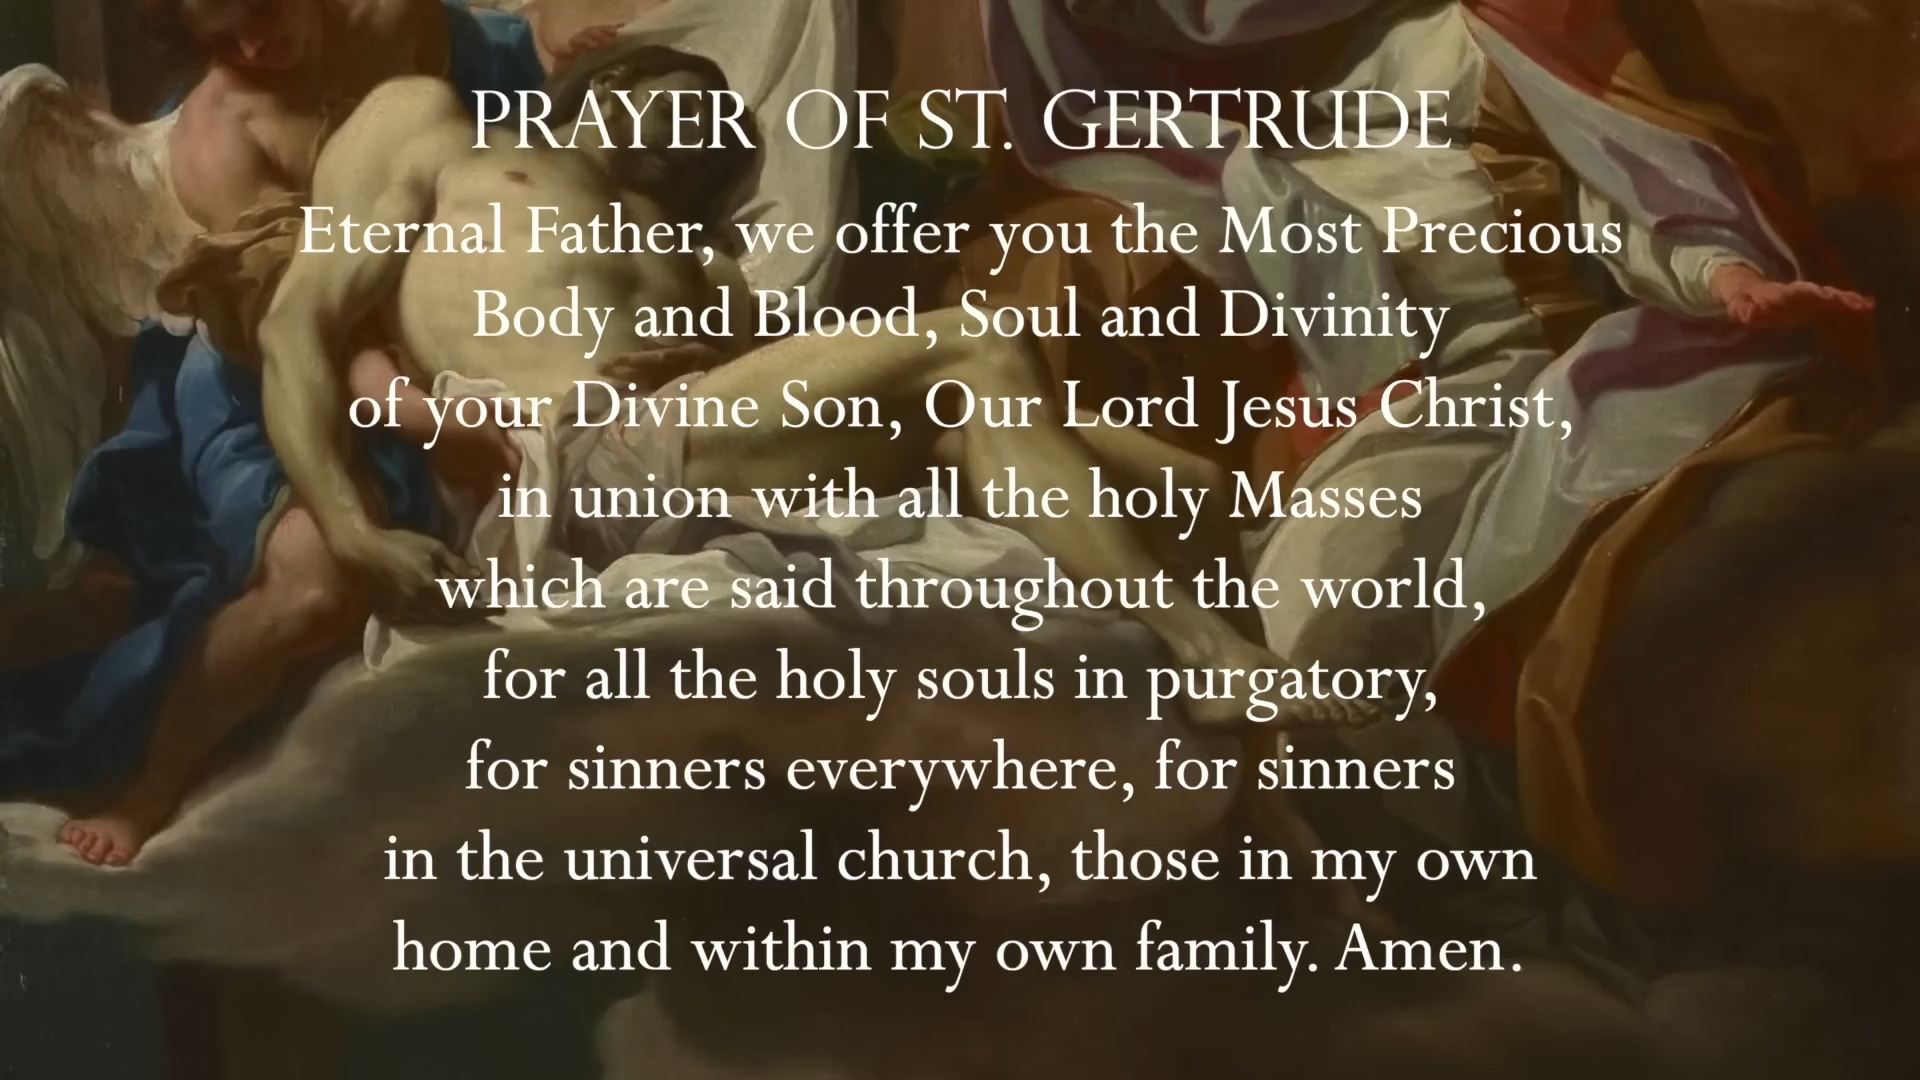 PRAYER OF ST. GERTRUDE
Eternal Father, we offer you the Most Precious
Body and Blood, Soul and Divinity
of your Divine Son, Our Lord Jesus Christ,
in union with all the holy Masses
which are said throughout the world,
for all the holy souls in purgatory,
for sinners everywhere, for sinners
in the universal church, those in my own
home and within my own family. Amen.